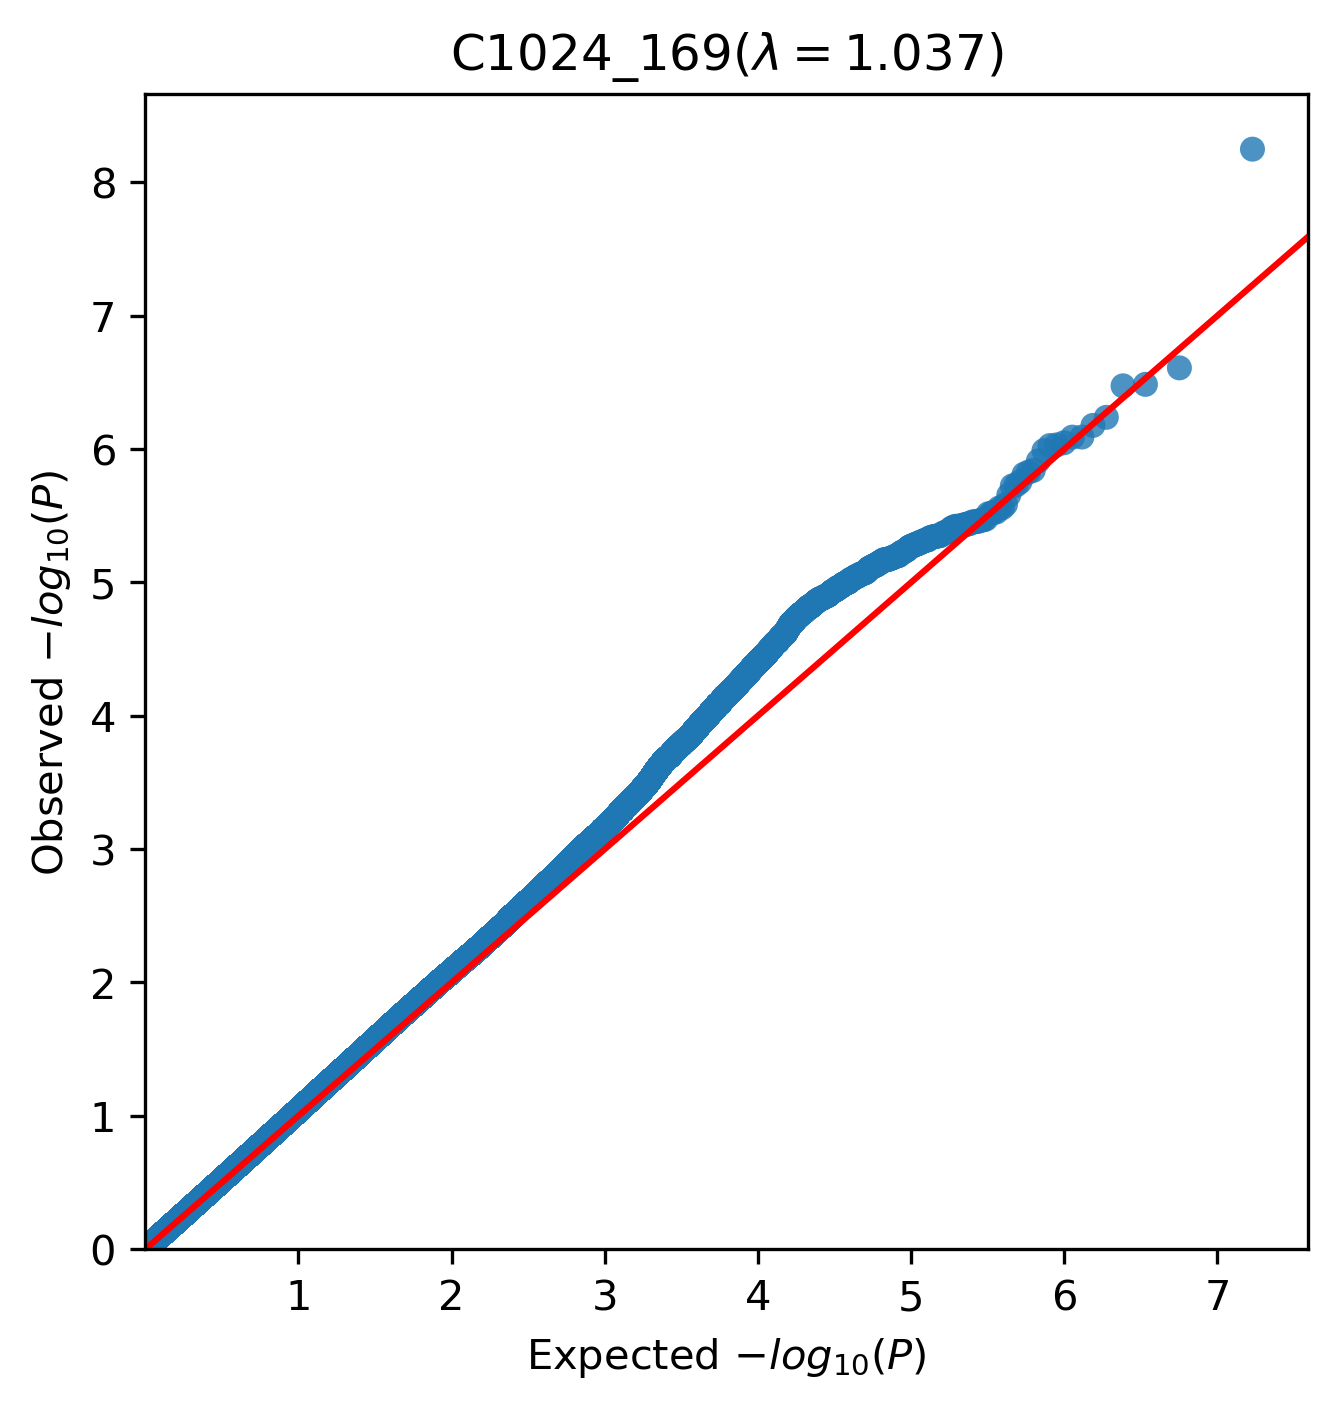 C1024_169(λ = 1.037)
8
7
6
5
4
3
2
1
0
Observed −log₁₀(P)
1 2 3 4 5 6 7
Expected −log₁₀(P)